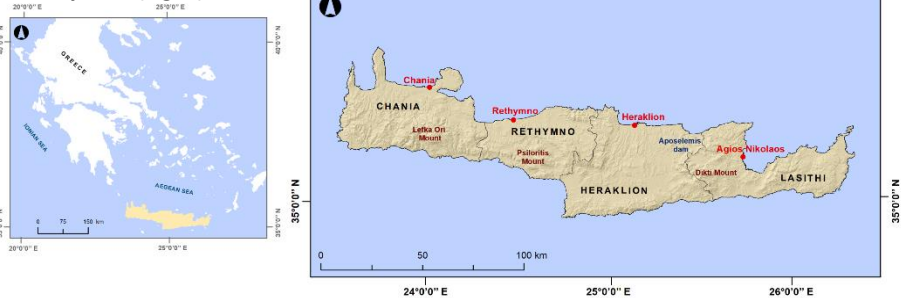 20°0'0" E
25°0'0" E
GREECE
IONIAN SEA
AEGEAN SEA
0 75 150 km
20°0'0" E
25°0'0" E
Chania
CHANIA
Lefka Ori
Mount
Rethymno
RETHYMNO
Psiloritis
Mount
Heraklion
HERAKLION
Aposelemis
dam
Agios Nikolaos
Dikti Mount
LASITHI
35°0'0" N
35°0'0" N
0 50 100 km
24°0'0" E
25°0'0" E
26°0'0" E